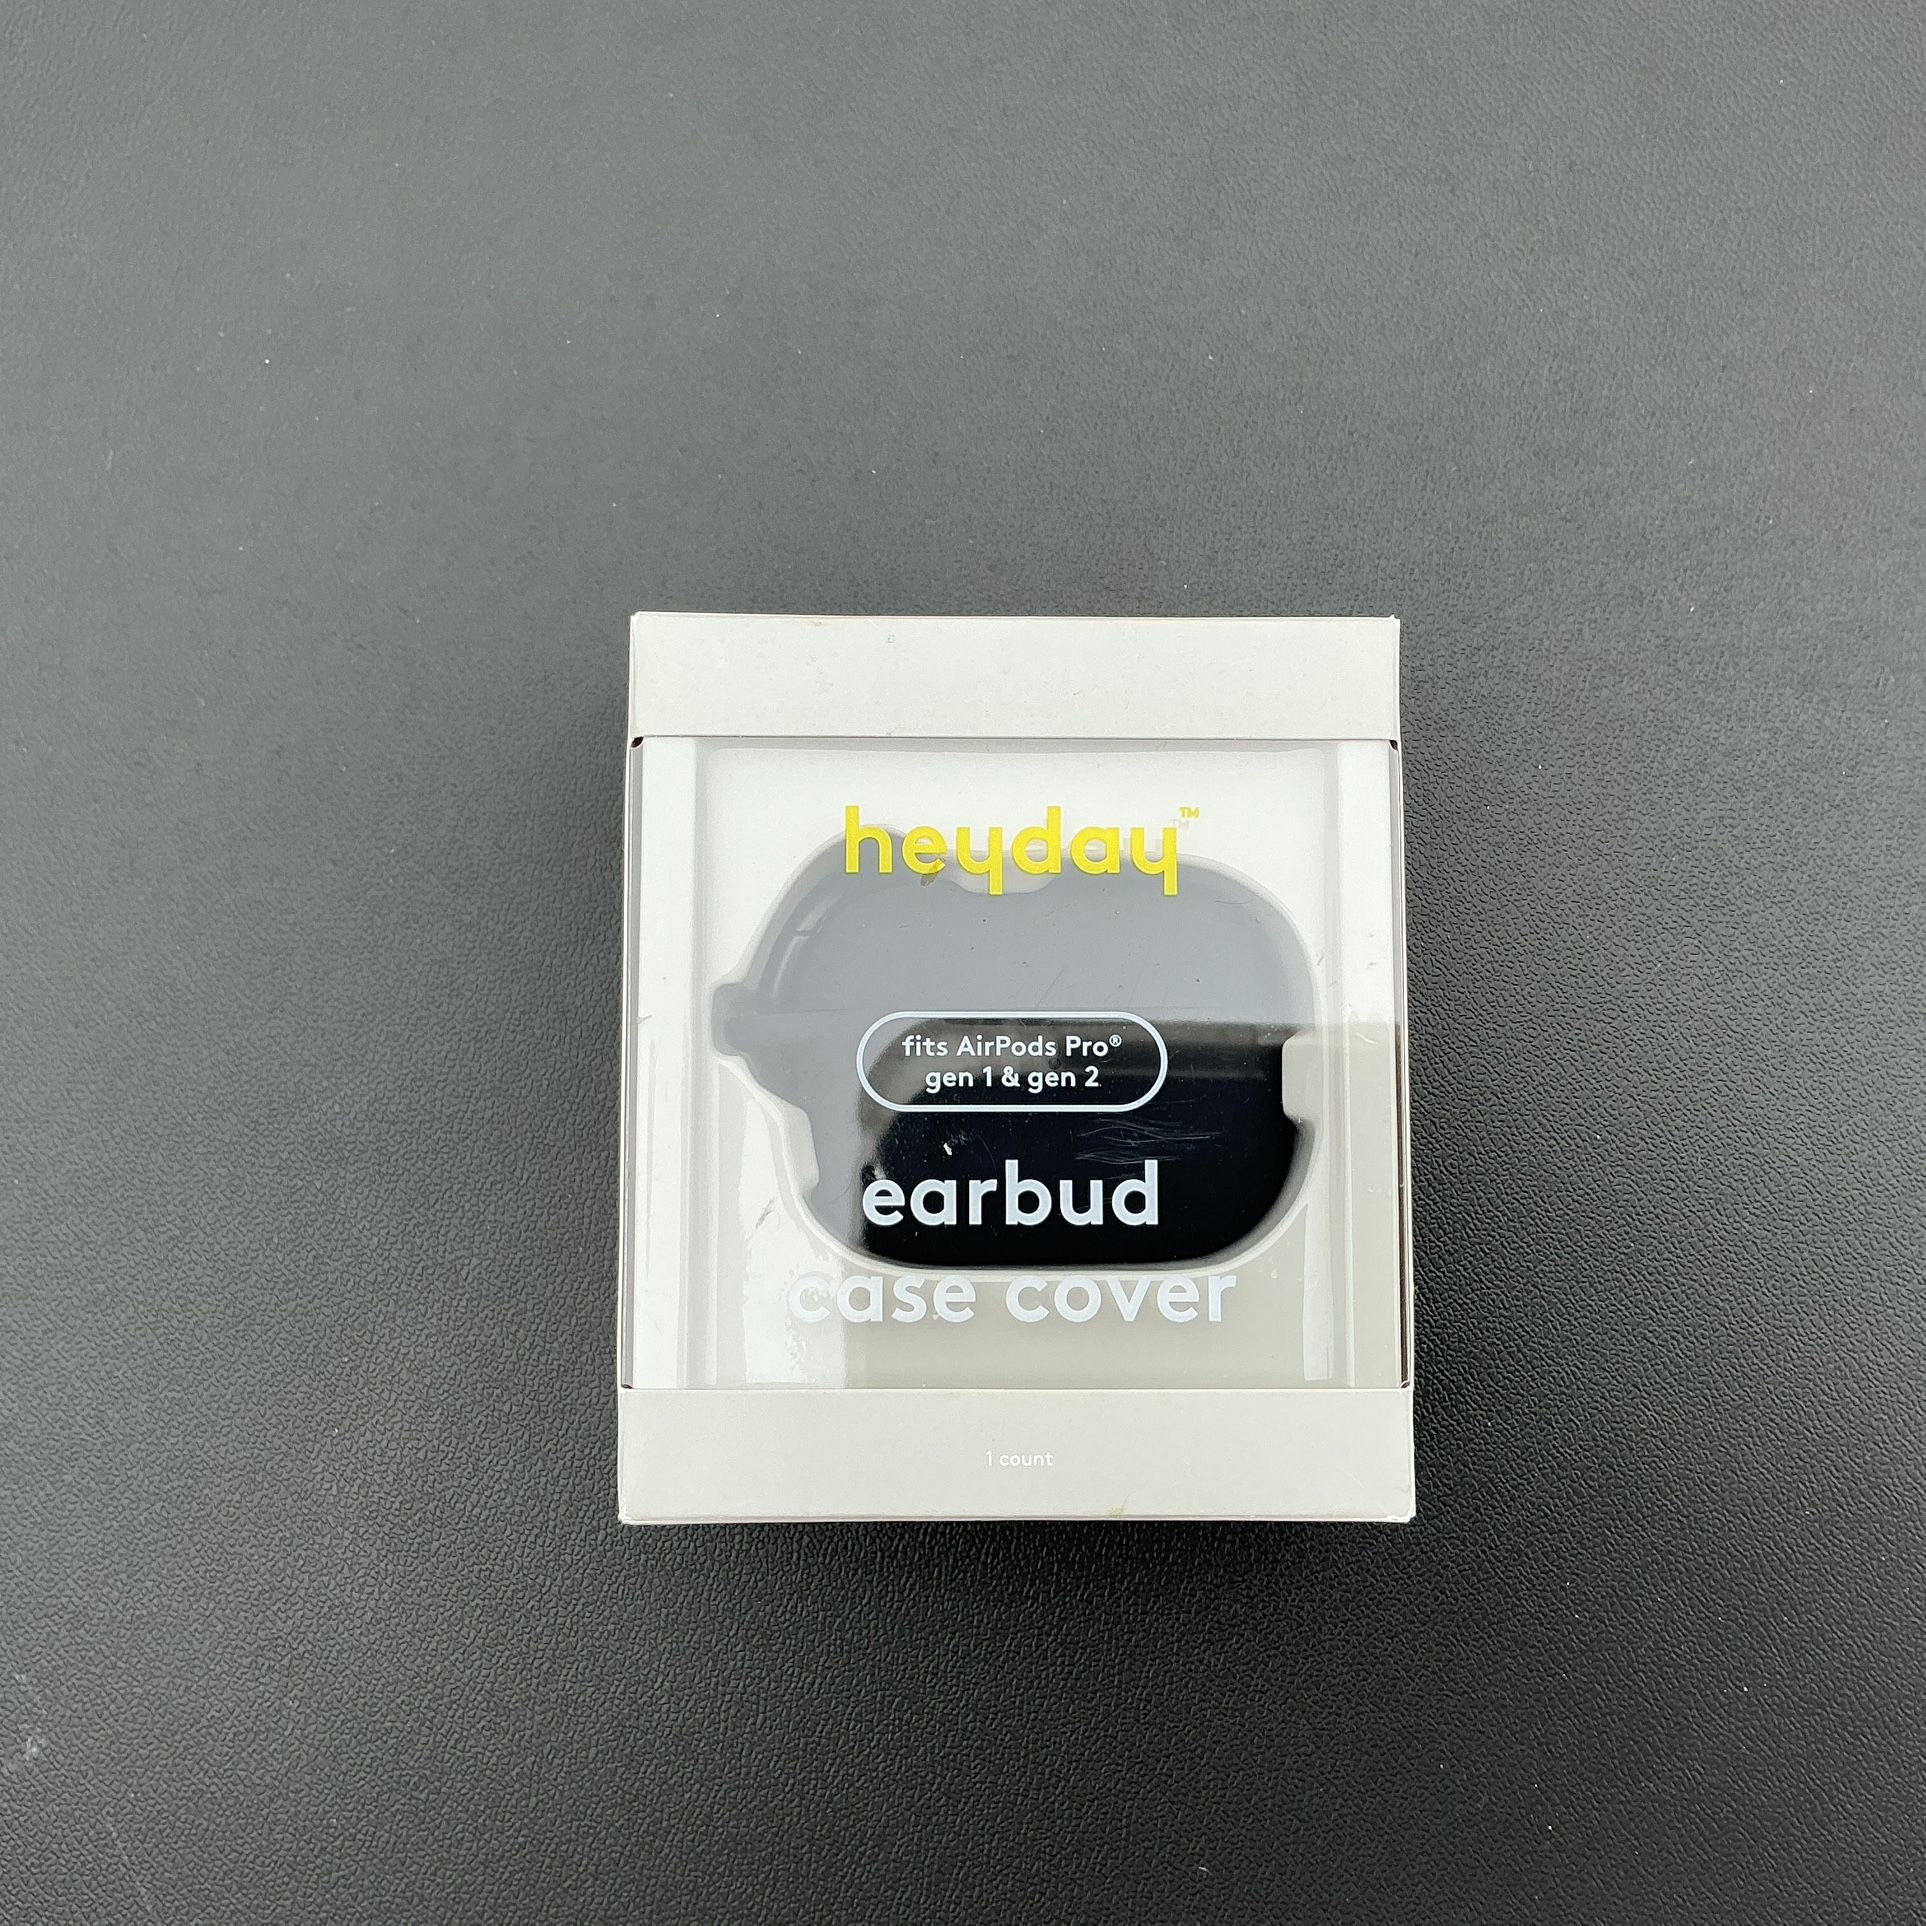 heyday™
fits AirPods Pro®
gen 1 & gen 2
earbud
case cover
1 count